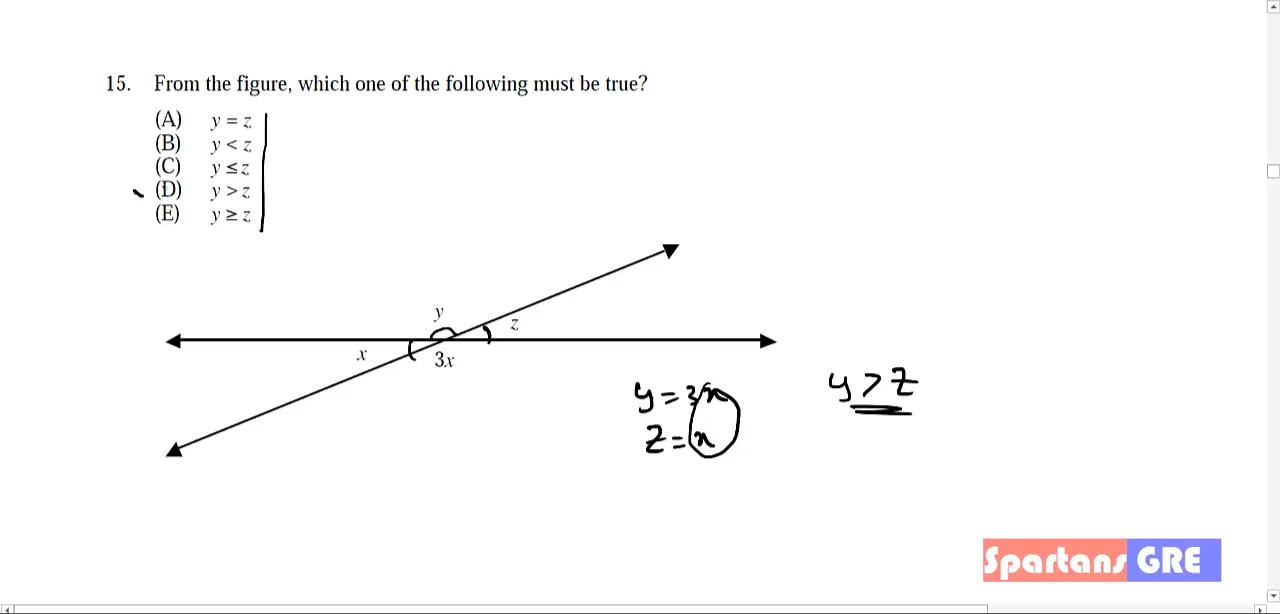 15. From the figure, which one of the following must be true?
(A) y = z
(B) y < z
(C) y ≤ z
(D) y > z
(E) y ≥ z
y
z
x
3x
y = 3x
y > z
z = x
Spartans GRE